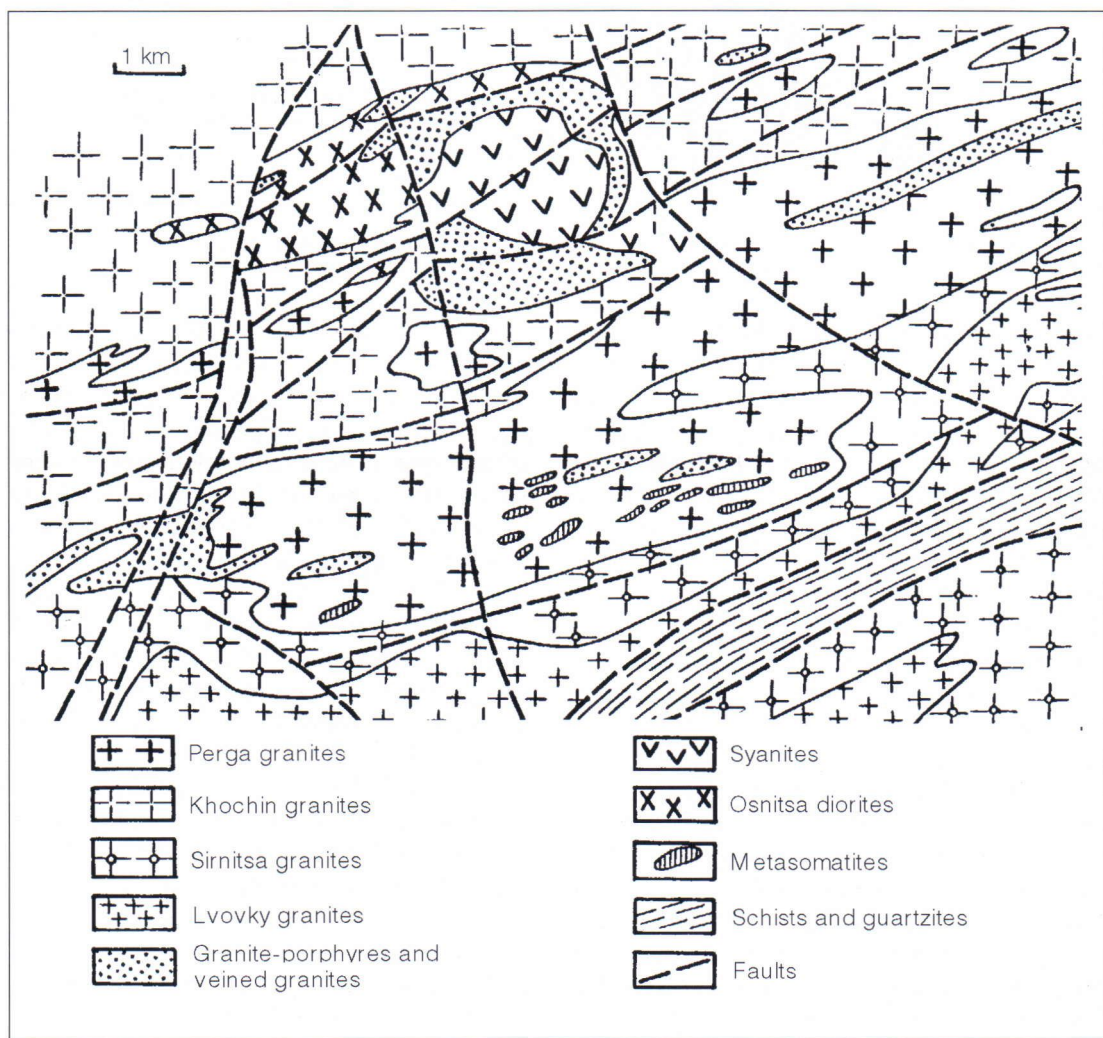 1 km
Perga granites
Khochin granites
Sirnitsa granites
Lvovky granites
Granite-porphyres and
veined granites
Syanites
Osnitsa diorites
Metasomatites
Schists and guartzites
Faults